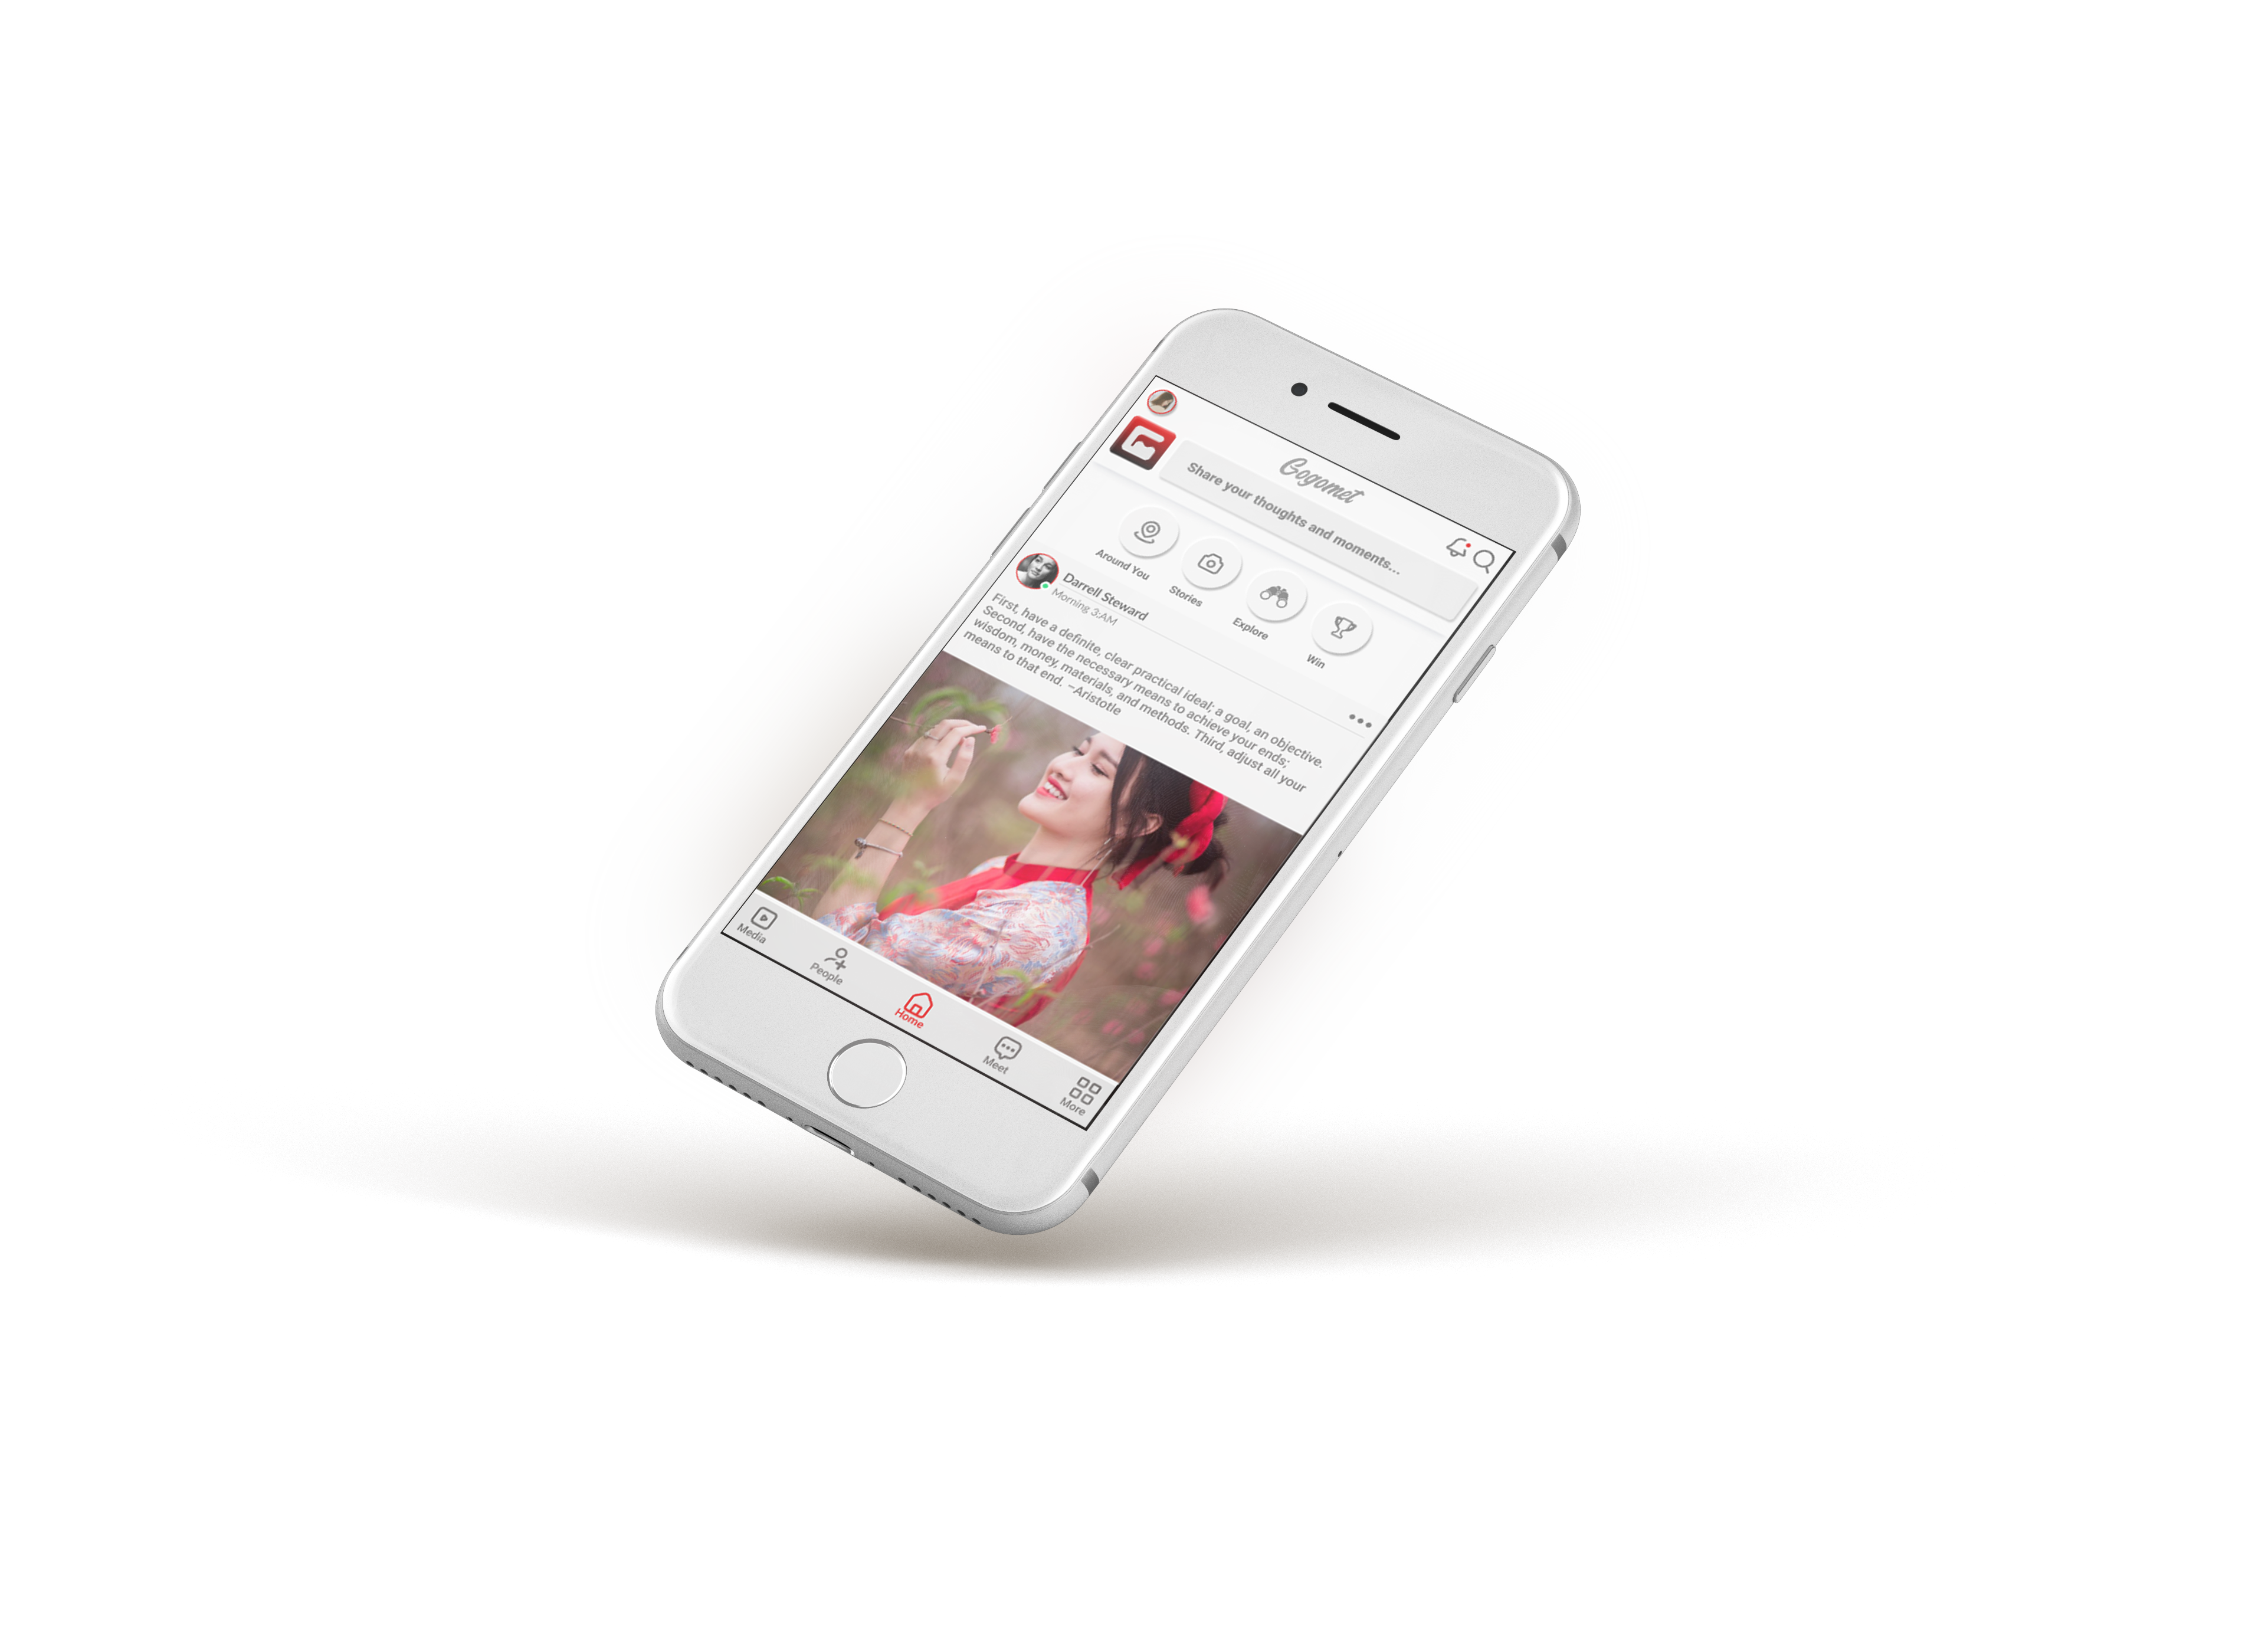 Gogomet
Share your thoughts and moments...
Around You
Stories
Explore
Win
Darrell Steward
Morning 3:AM
First, have a definite, clear practical ideal; a goal, an objective.
Second, have the necessary means to achieve your ends;
wisdom, money, materials, and methods. Third, adjust all your
means to that end. –Aristotle
Media
People
Home
Meet
More